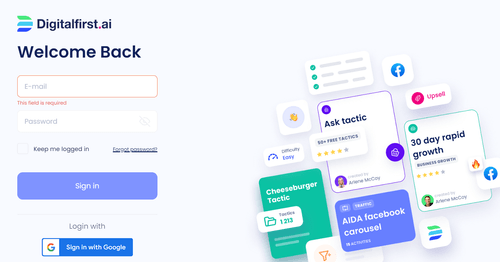 Digitalfirst.ai
Welcome Back
E-mail
This field is required
Password
Keep me logged in
Forgot password?
Sign in
Login with
Sign in with Google
Upsell
Ask tactic
50+ FREE TACTICS
created by
Arlene McCoy
Difficulty
Easy
30 day rapid
growth
BUSINESS GROWTH
created by
Arlene McCoy
Cheeseburger
Tactic
Tactics
1.213
TRAFFIC
AIDA facebook
carousel
18 ACTIVITIES